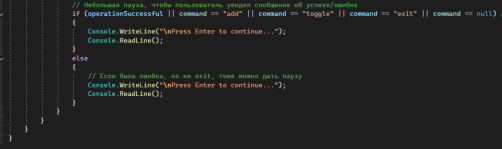 // Небольшая пауза, чтобы пользователь увидел сообщение об успехе/ошибке
if (operationSuccessful || command == "add" || command == "toggle" || command == "exit" || command == null)
{
Console.WriteLine("\nPress Enter to continue...");
Console.ReadLine();
}
else
{
// Если была ошибка, но не exit, тоже можно дать паузу
Console.WriteLine("\nPress Enter to continue...");
Console.ReadLine();
}
}
}
}
}